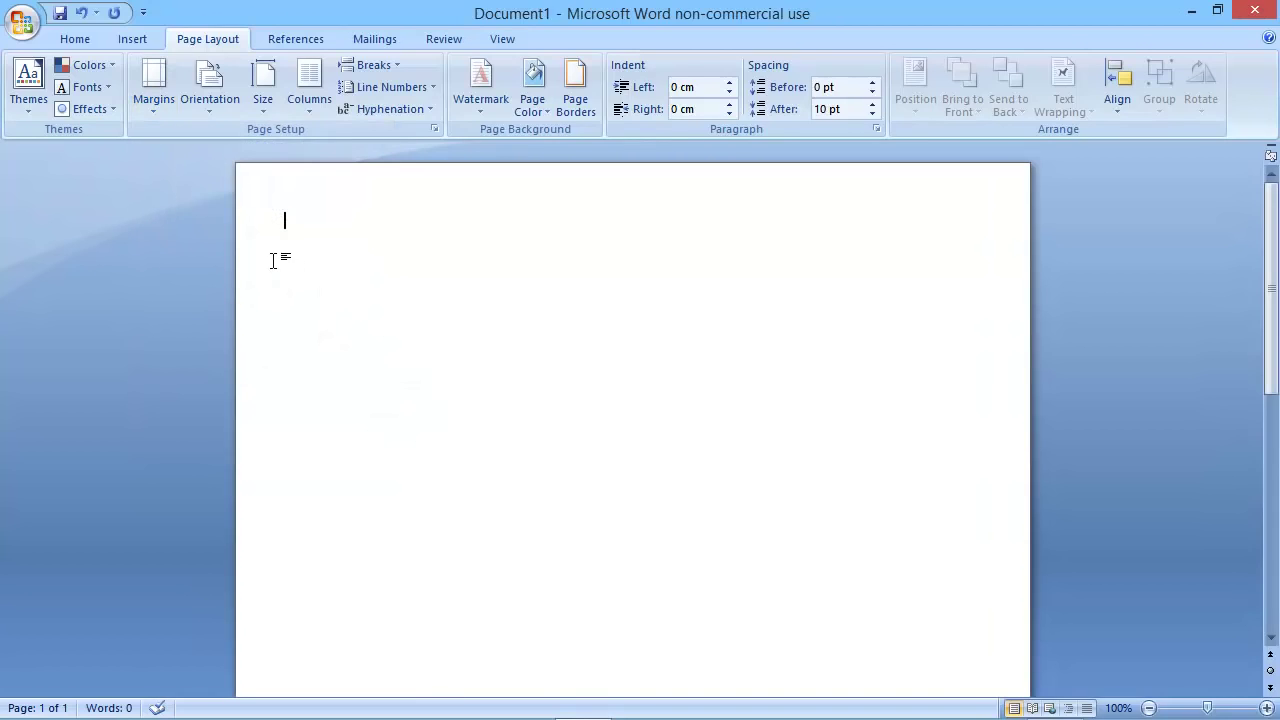 Document1 - Microsoft Word non-commercial use
Home Insert Page Layout References Mailings Review View
Themes
Colors
Fonts
Effects
Themes
Margins
Orientation
Size
Columns
Breaks
Line Numbers
Hyphenation
Page Setup
Watermark
Page Color
Page Borders
Page Background
Indent
Left: 0 cm
Right: 0 cm
Spacing
Before: 0 pt
After: 10 pt
Paragraph
Position
Bring to Front
Send to Back
Text Wrapping
Align
Group
Rotate
Arrange
Page: 1 of 1 Words: 0 100%